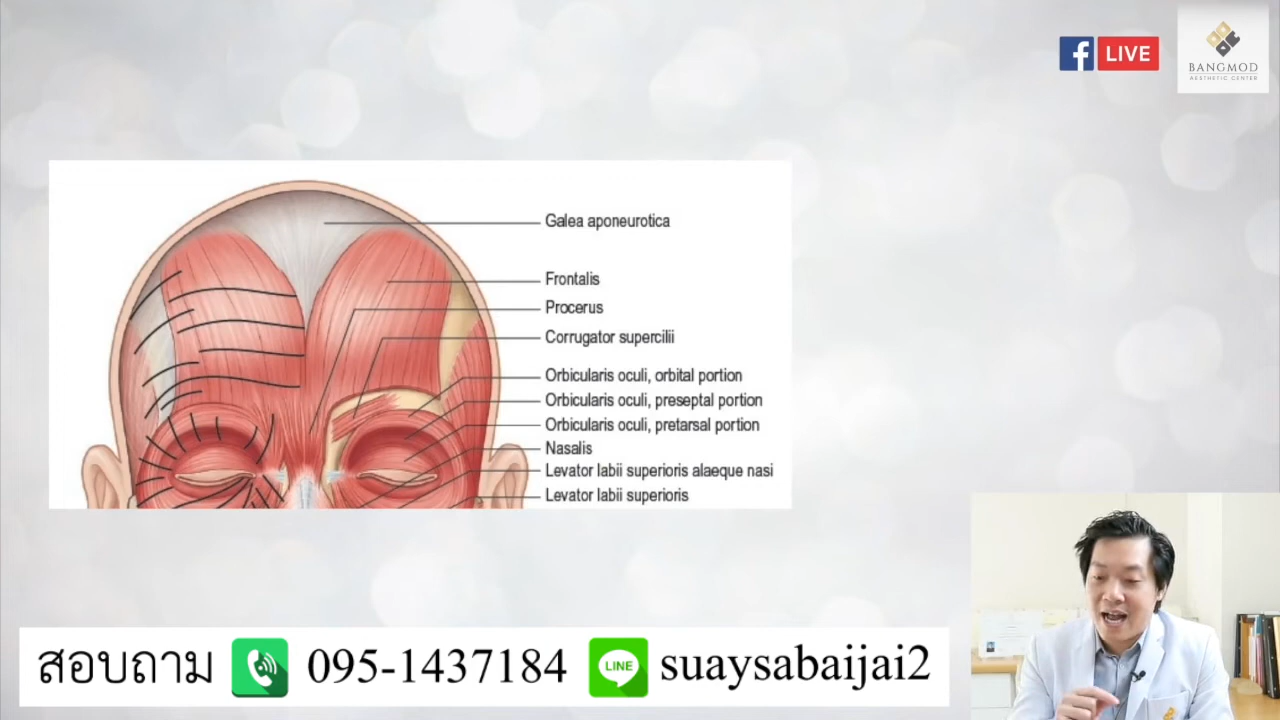 LIVE
BANGMOD
AESTHETIC CENTER
Galea aponeurotica
Frontalis
Procerus
Corrugator supercilii
Orbicularis oculi, orbital portion
Orbicularis oculi, preseptal portion
Orbicularis oculi, pretarsal portion
Nasalis
Levator labii superioris alaeque nasi
Levator labii superioris
สอบถาม 095-1437184 LINE suaysabaijai2